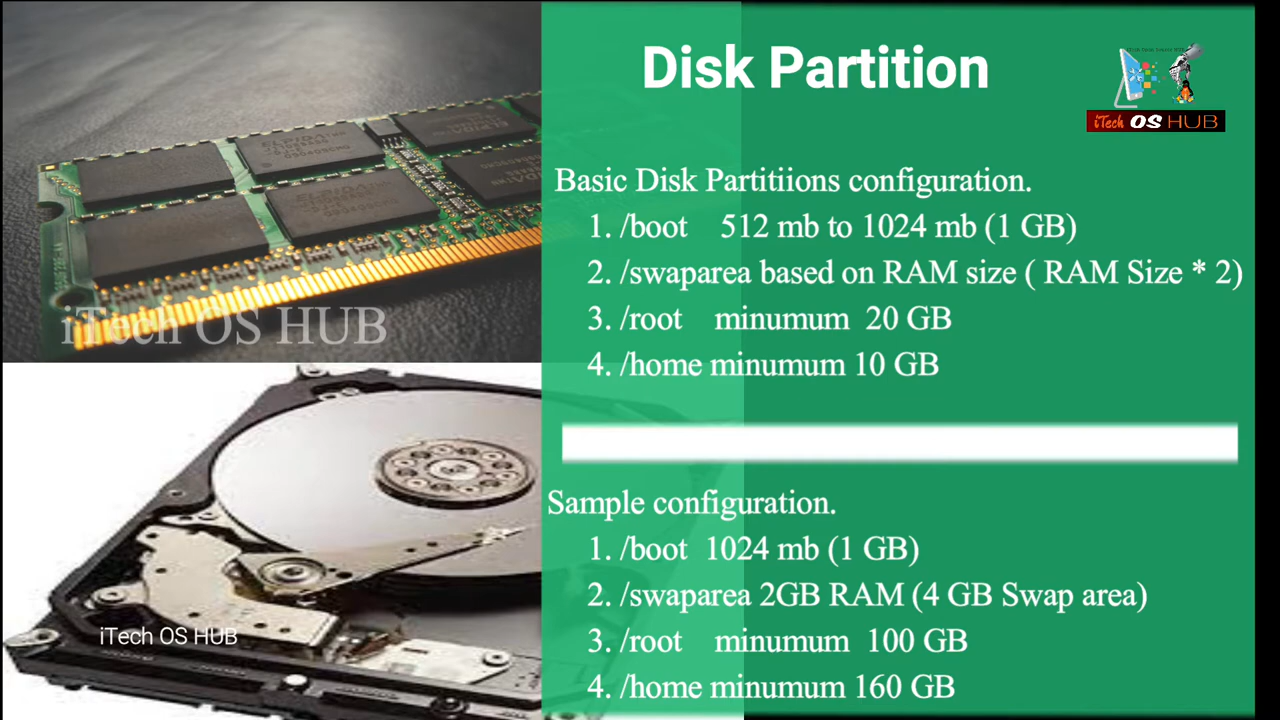 Disk Partition
iTech OS HUB
Basic Disk Partitiions configuration.
1. /boot 512 mb to 1024 mb (1 GB)
2. /swaparea based on RAM size ( RAM Size * 2)
3. /root minumum 20 GB
4. /home minumum 10 GB
Sample configuration.
1. /boot 1024 mb (1 GB)
2. /swaparea 2GB RAM (4 GB Swap area)
3. /root minumum 100 GB
4. /home minumum 160 GB
ELPIDA
iTech OS HUB
iTech OS HUB